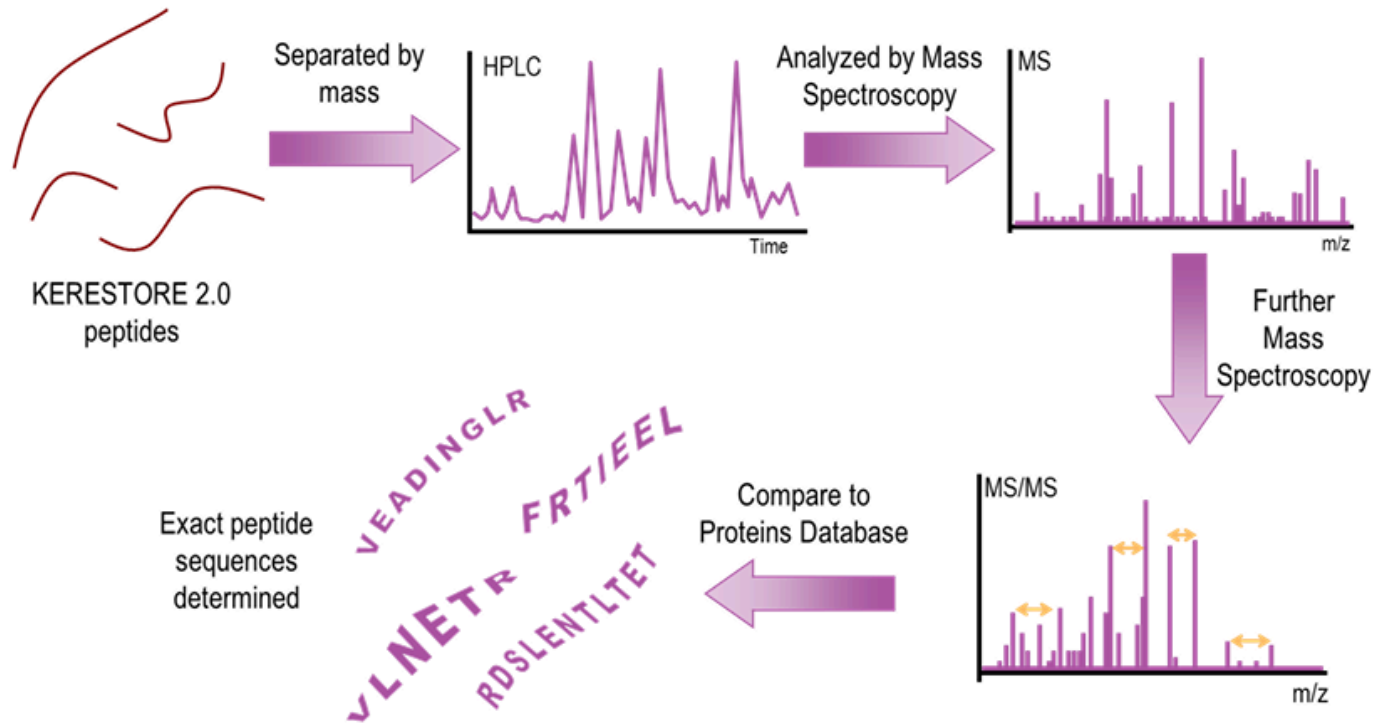 Separated by
mass
HPLC
Time
Analyzed by Mass
Spectroscopy
MS
m/z
KERESTORE 2.0
peptides
Further
Mass
Spectroscopy
MS/MS
m/z
Compare to
Proteins Database
VEADINGLR
FRTIEEL
VLNETR
RDSLENTLTET
Exact peptide
sequences
determined